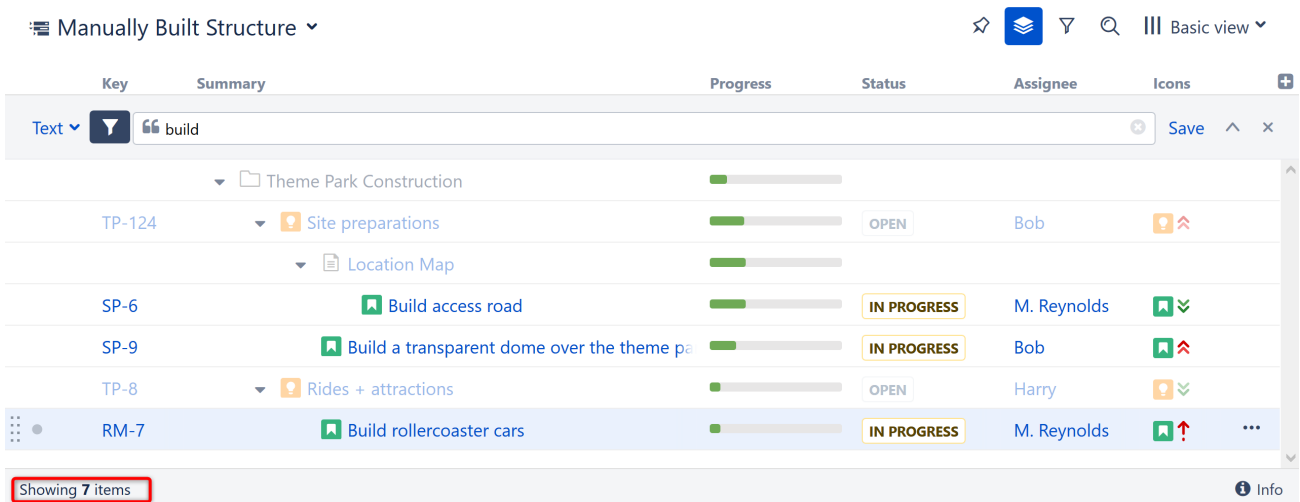 Manually Built Structure
Basic view
Key Summary Progress Status Assignee Icons
Text build Save
Theme Park Construction
TP-124 Site preparations OPEN Bob
Location Map
SP-6 Build access road IN PROGRESS M. Reynolds
SP-9 Build a transparent dome over the theme pa IN PROGRESS Bob
TP-8 Rides + attractions OPEN Harry
RM-7 Build rollercoaster cars IN PROGRESS M. Reynolds
Showing 7 items Info